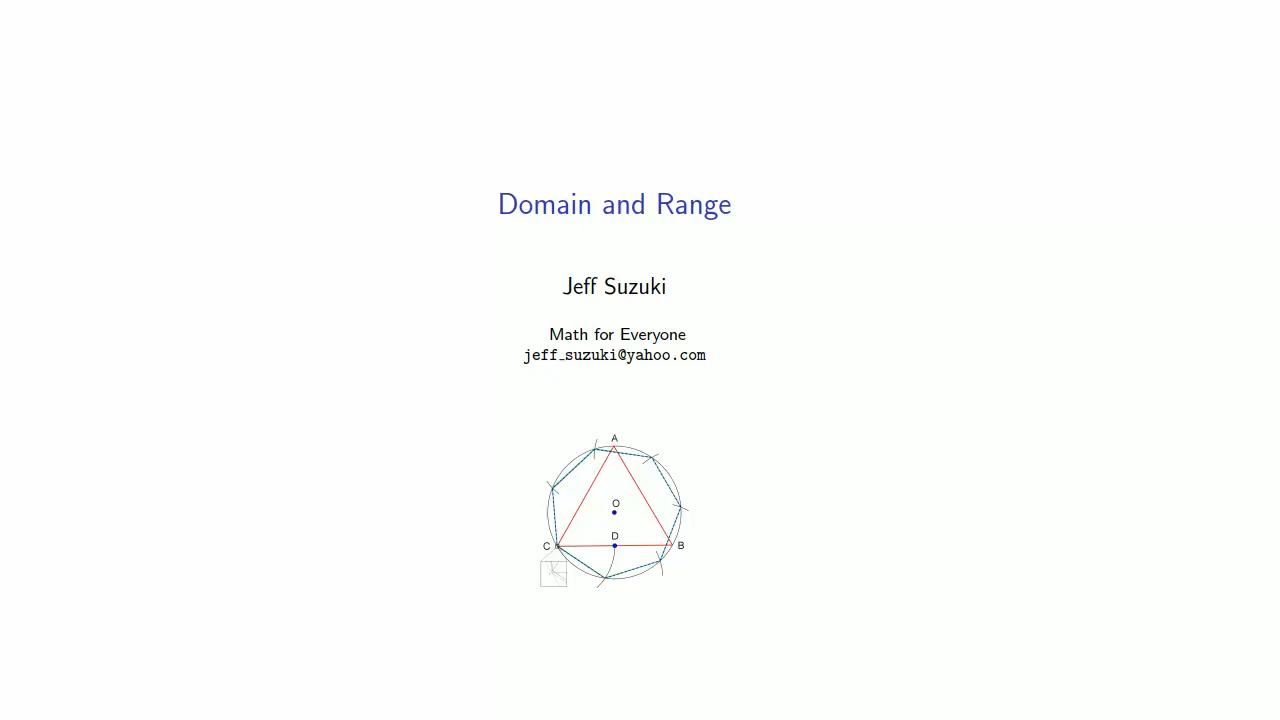 Domain and Range
Jeff Suzuki
Math for Everyone
jeff_suzuki@yahoo.com
A
O
D
C
B